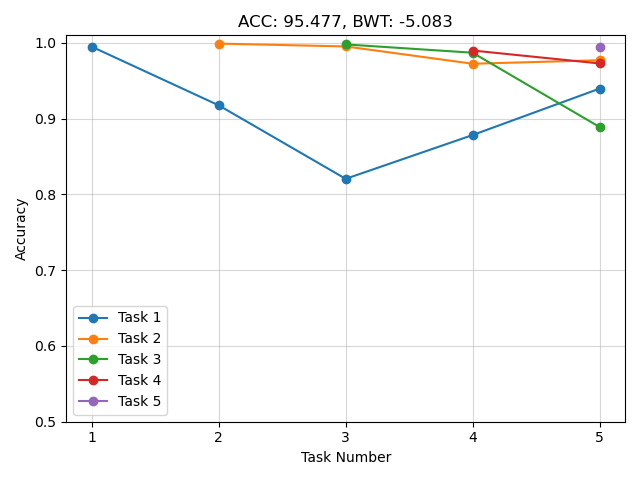 ACC: 95.477, BWT: -5.083
1.0
0.9
0.8
0.7
0.6
0.5
Accuracy
Task 1
Task 2
Task 3
Task 4
Task 5
1 2 3 4 5
Task Number